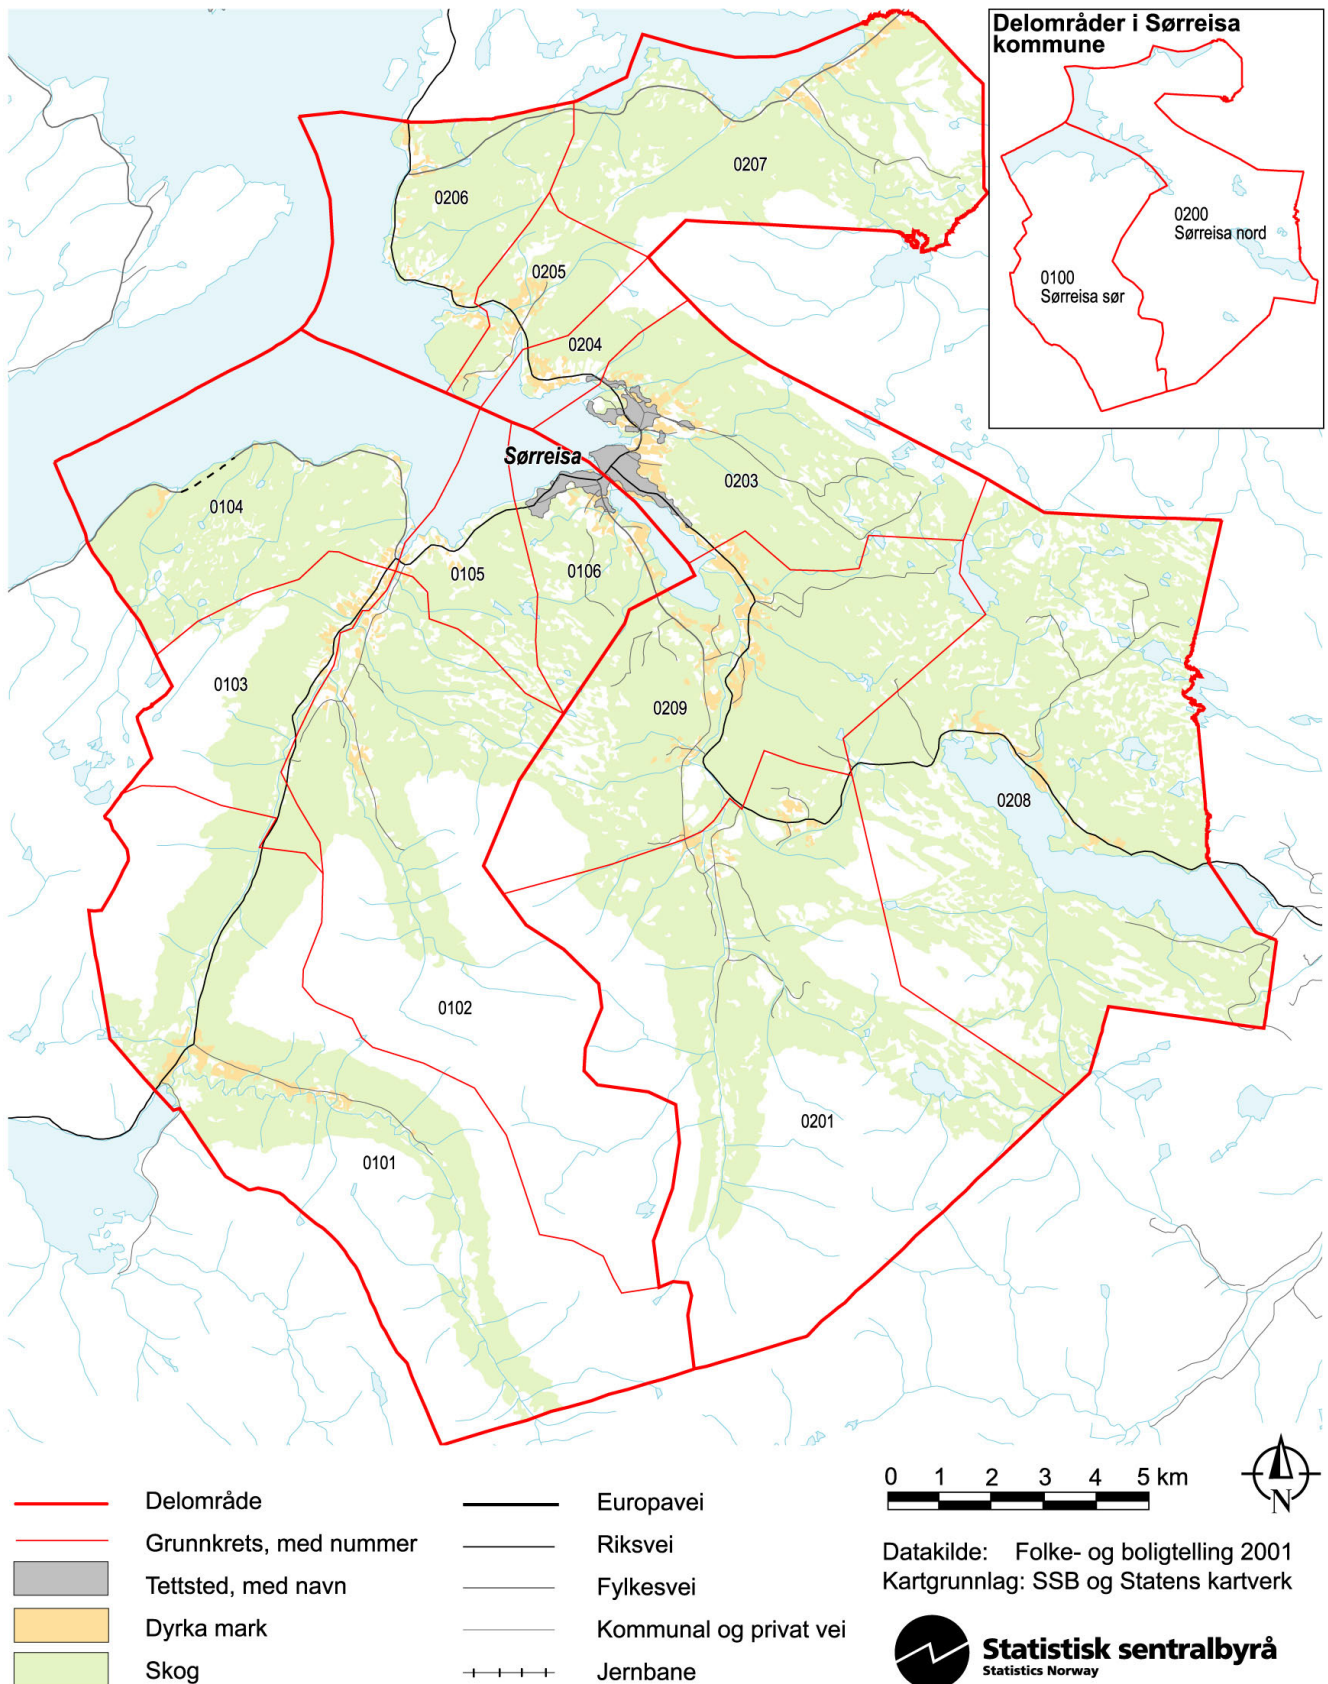 Delområder i Sørreisa
kommune
0200
Sørreisa nord
0100
Sørreisa sør
0207
0206
0205
0204
Sørreisa
0203
0104
0105
0106
0103
0209
0208
0102
0201
0101
0 1 2 3 4 5 km
N
Delområde
Grunnkrets, med nummer
Tettsted, med navn
Dyrka mark
Skog
Europavei
Riksvei
Fylkesvei
Kommunal og privat vei
Jernbane
Datakilde: Folke- og boligtelling 2001
Kartgrunnlag: SSB og Statens kartverk
Statistisk sentralbyrå
Statistics Norway